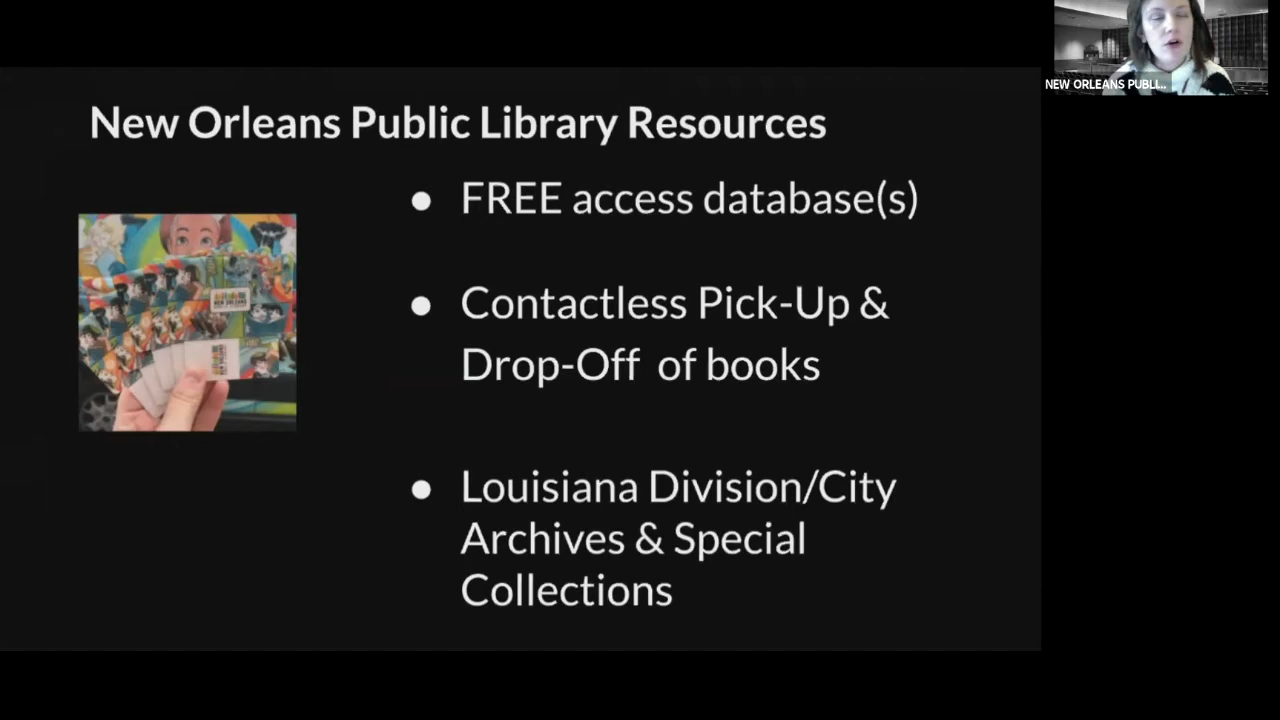 NEW ORLEANS PUBLI...
New Orleans Public Library Resources
● FREE access database(s)
● Contactless Pick-Up &
Drop-Off of books
● Louisiana Division/City
Archives & Special
Collections